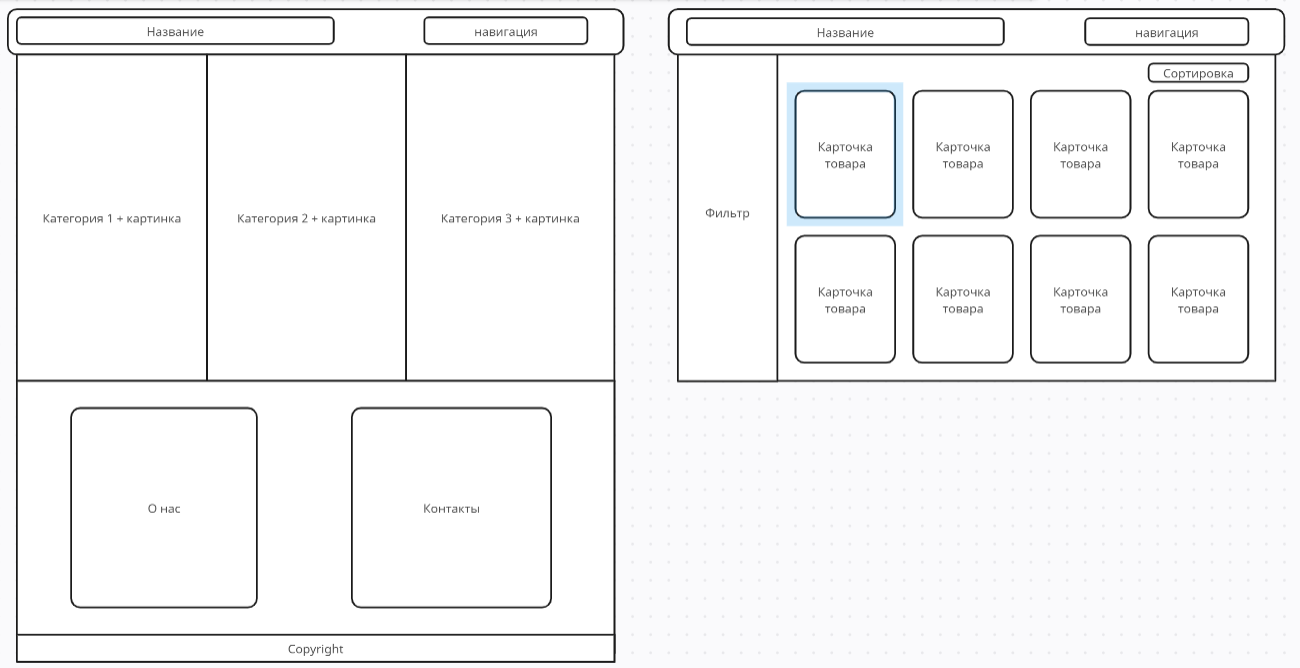 Название
навигация
Категория 1 + картинка
Категория 2 + картинка
Категория 3 + картинка
О нас
Контакты
Copyright
Название
навигация
Сортировка
Фильтр
Карточка
товара
Карточка
товара
Карточка
товара
Карточка
товара
Карточка
товара
Карточка
товара
Карточка
товара
Карточка
товара